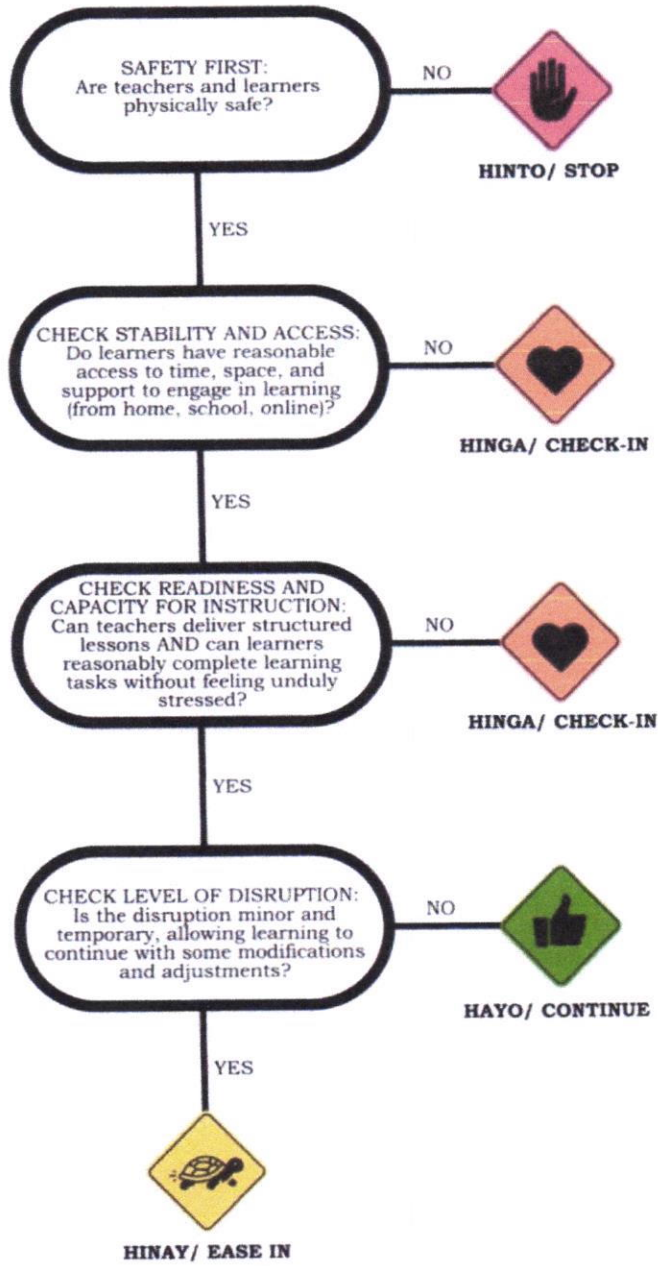 SAFETY FIRST:
Are teachers and learners
physically safe?
NO
HINTO/ STOP
YES
CHECK STABILITY AND ACCESS:
Do learners have reasonable
access to time, space, and
support to engage in learning
(from home, school, online)?
NO
HINGA/ CHECK-IN
YES
CHECK READINESS AND
CAPACITY FOR INSTRUCTION:
Can teachers deliver structured
lessons AND can learners
reasonably complete learning
tasks without feeling unduly
stressed?
NO
HINGA/ CHECK-IN
YES
CHECK LEVEL OF DISRUPTION:
Is the disruption minor and
temporary, allowing learning to
continue with some modifications
and adjustments?
NO
HAYO/ CONTINUE
YES
HINAY/ EASE IN